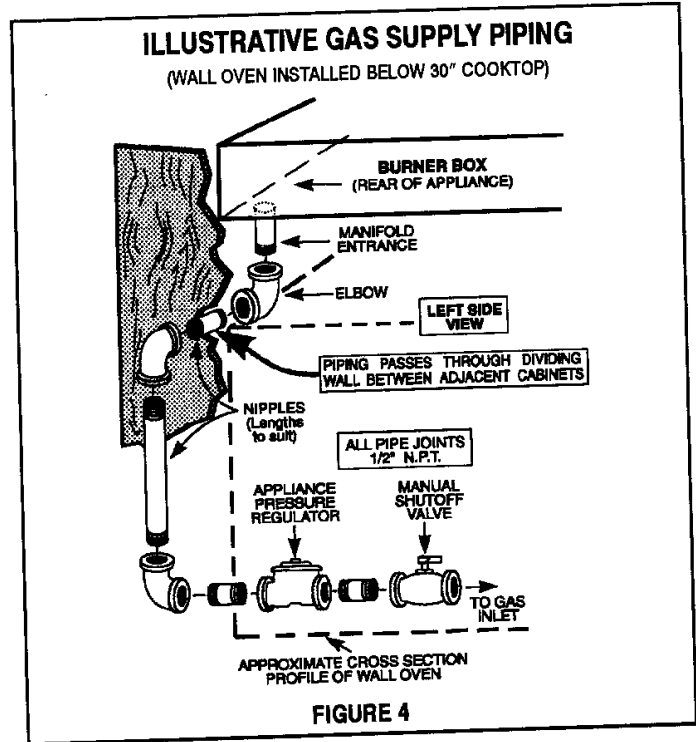 ILLUSTRATIVE GAS SUPPLY PIPING
(WALL OVEN INSTALLED BELOW 30" COOKTOP)
BURNER BOX
(REAR OF APPLIANCE)
MANIFOLD
ENTRANCE
ELBOW
LEFT SIDE
VIEW
PIPING PASSES THROUGH DIVIDING
WALL BETWEEN ADJACENT CABINETS
NIPPLES
(Lengths
to suit)
ALL PIPE JOINTS
1/2" N.P.T.
APPLIANCE
PRESSURE
REGULATOR
MANUAL
SHUTOFF
VALVE
TO GAS
INLET
APPROXIMATE CROSS SECTION
PROFILE OF WALL OVEN
FIGURE 4